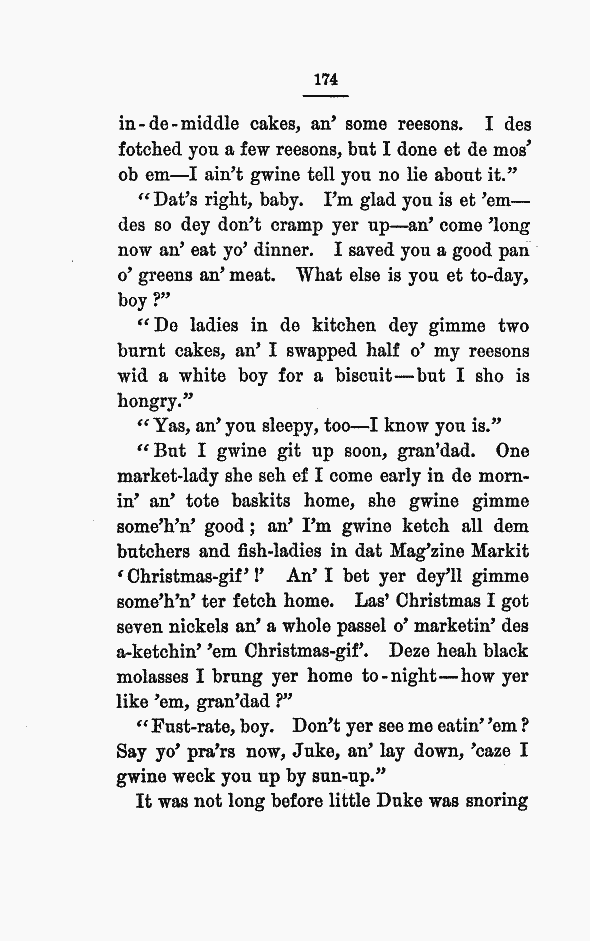 174
in-de-middle cakes, an' some reesons. I des
fotched you a few reesons, but I done et de mos'
ob em—I ain't gwine tell you no lie about it."
"Dat's right, baby. I'm glad you is et 'em—
des so dey don't cramp yer up—an' come 'long
now an' eat yo' dinner. I saved you a good pan
o' greens an' meat. What else is you et to-day,
boy?"
"De ladies in de kitchen dey gimme two
burnt cakes, an' I swapped half o' my reesons
wid a white boy for a biscuit—but I sho is
hongry."
"Yas, an' you sleepy, too—I know you is."
"But I gwine git up soon, gran'dad. One
market-lady she seh ef I come early in de morn-
in' an' tote baskits home, she gwine gimme
some'h'n' good; an' I'm gwine ketch all dem
butchers and fish-ladies in dat Mag'zine Markit
'Christmas-gif'!' An' I bet yer dey'll gimme
some'h'n' ter fetch home. Las' Christmas I got
seven nickels an' a whole passel o' marketin' des
a-ketchin' 'em Christmas-gif'. Deze heah black
molasses I brung yer home to-night—how yer
like 'em, gran'dad?"
"Fust-rate, boy. Don't yer see me eatin' 'em?
Say yo' pra'rs now, Juke, an' lay down, 'caze I
gwine weck you up by sun-up."
It was not long before little Duke was snoring